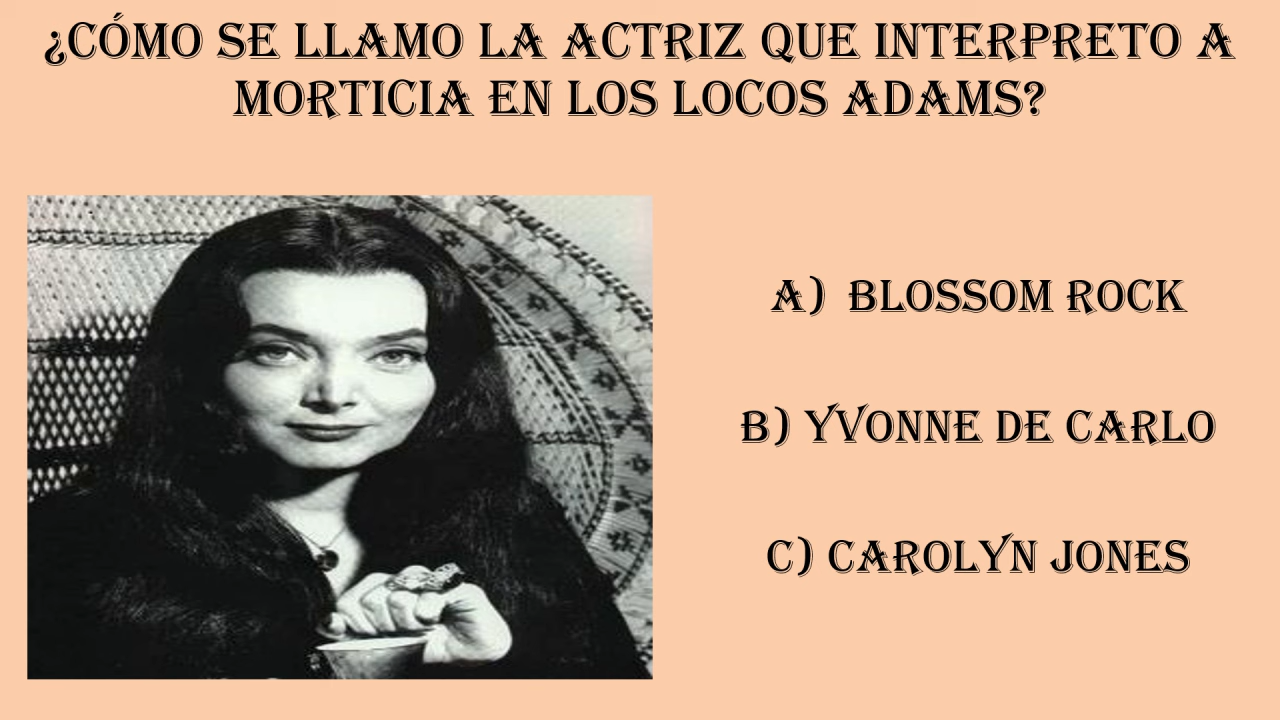 ¿CÓMO SE LLAMO LA ACTRIZ QUE INTERPRETO A
MORTICIA EN LOS LOCOS ADAMS?
A) BLOSSOM ROCK
B) YVONNE DE CARLO
C) CAROLYN JONES